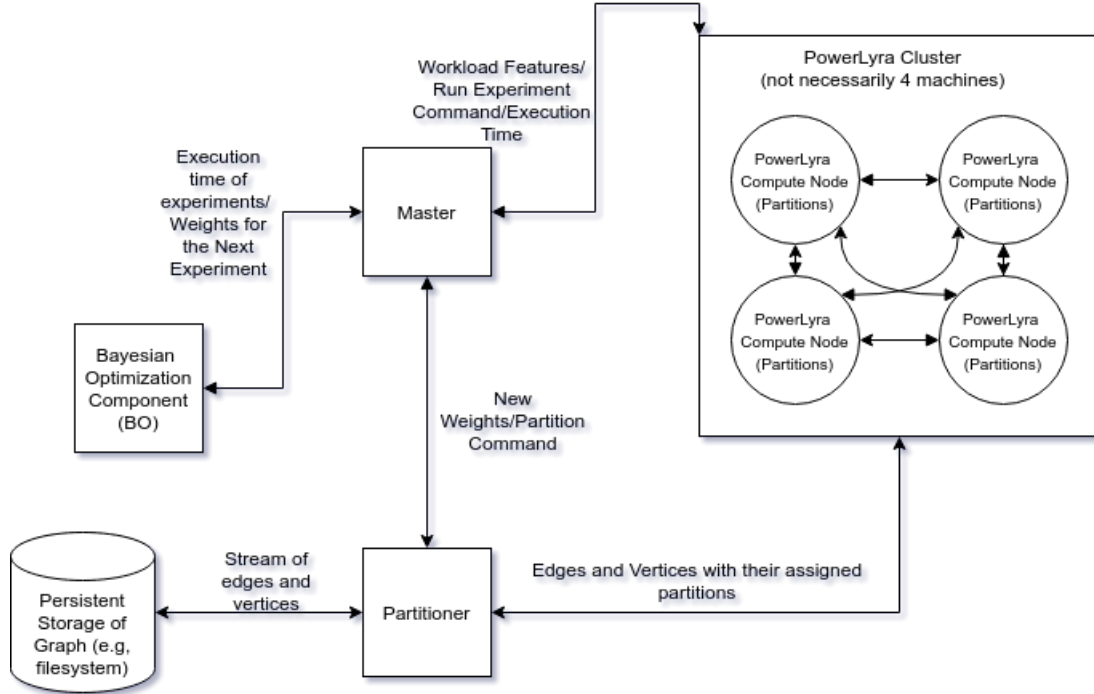 PowerLyra Cluster
(not necessarily 4 machines)
Workload Features/
Run Experiment
Command/Execution
Time
PowerLyra
Compute Node
(Partitions)
PowerLyra
Compute Node
(Partitions)
Execution
time of
experiments/
Weights for
the Next
Experiment
Master
PowerLyra
Compute Node
(Partitions)
PowerLyra
Compute Node
(Partitions)
Bayesian
Optimization
Component
(BO)
New
Weights/Partition
Command
Stream of
edges and
vertices
Edges and Vertices with their assigned
partitions
Persistent
Storage of
Graph (e.g,
filesystem)
Partitioner